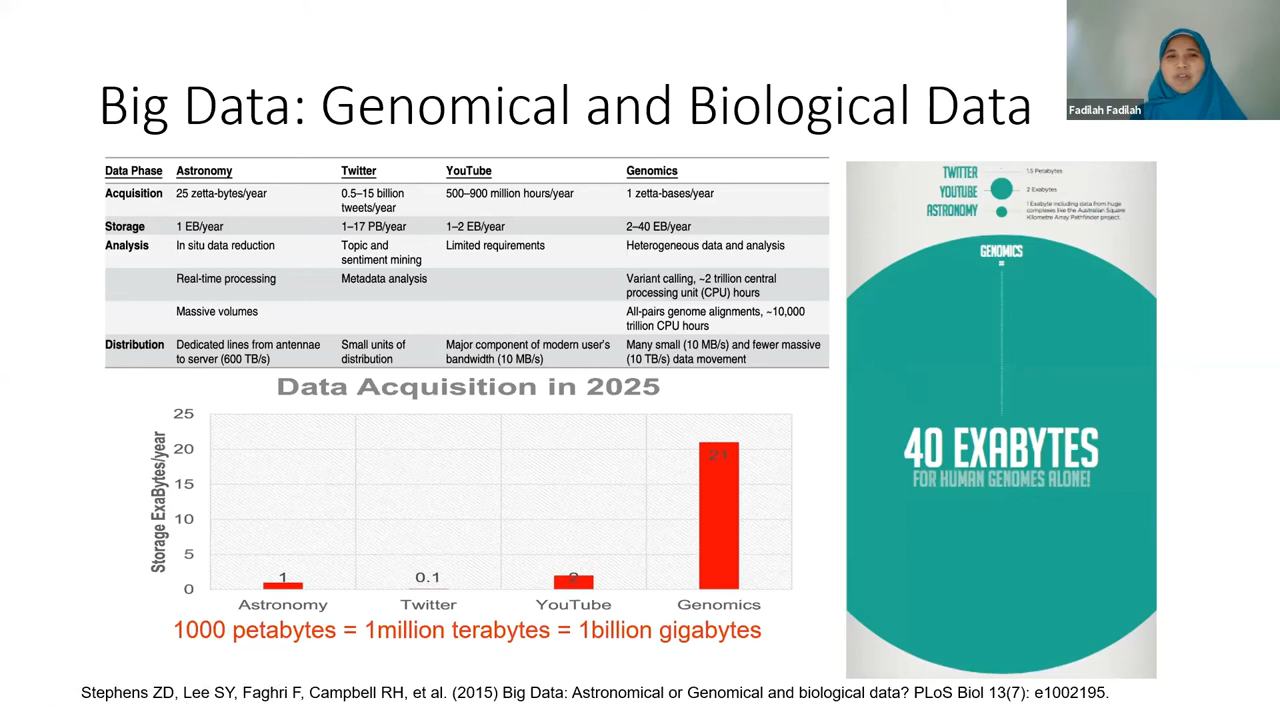 Big Data: Genomical and Biological Data
Fadilah Fadilah
Data Phase Astronomy Twitter YouTube Genomics
Acquisition 25 zetta-bytes/year 0.5–15 billion 500–900 million hours/year 1 zetta-bases/year
tweets/year
Storage 1 EB/year 1–17 PB/year 1–2 EB/year 2–40 EB/year
Analysis In situ data reduction Topic and Limited requirements Heterogeneous data and analysis
sentiment mining
Real-time processing Metadata analysis Variant calling, ~2 trillion central
processing unit (CPU) hours
Massive volumes All-pairs genome alignments, ~10,000
trillion CPU hours
Distribution Dedicated lines from antennae Small units of Major component of modern user's Many small (10 MB/s) and fewer massive
to server (600 TB/s) distribution bandwidth (10 MB/s) (10 TB/s) data movement
Data Acquisition in 2025
Storage ExaBytes/year
25
20
15
10
5
0
1
0.1
2
21
Astronomy Twitter YouTube Genomics
1000 petabytes = 1million terabytes = 1billion gigabytes
TWITTER 1.5 Petabytes
YOUTUBE 2 Exabytes
ASTRONOMY 1 Exabyte including data from huge
complexes like the Australian Square
Kilometre Array Pathfinder project.
GENOMICS
40 EXABYTES
FOR HUMAN GENOMES ALONE!
Stephens ZD, Lee SY, Faghri F, Campbell RH, et al. (2015) Big Data: Astronomical or Genomical and biological data? PLoS Biol 13(7): e1002195.